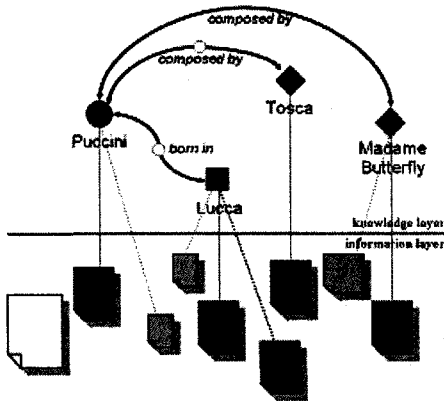 composed by
composed by
Tosca
Puccini
born in
Madame
Butterfly
Lucca
knowledge layer
information layer